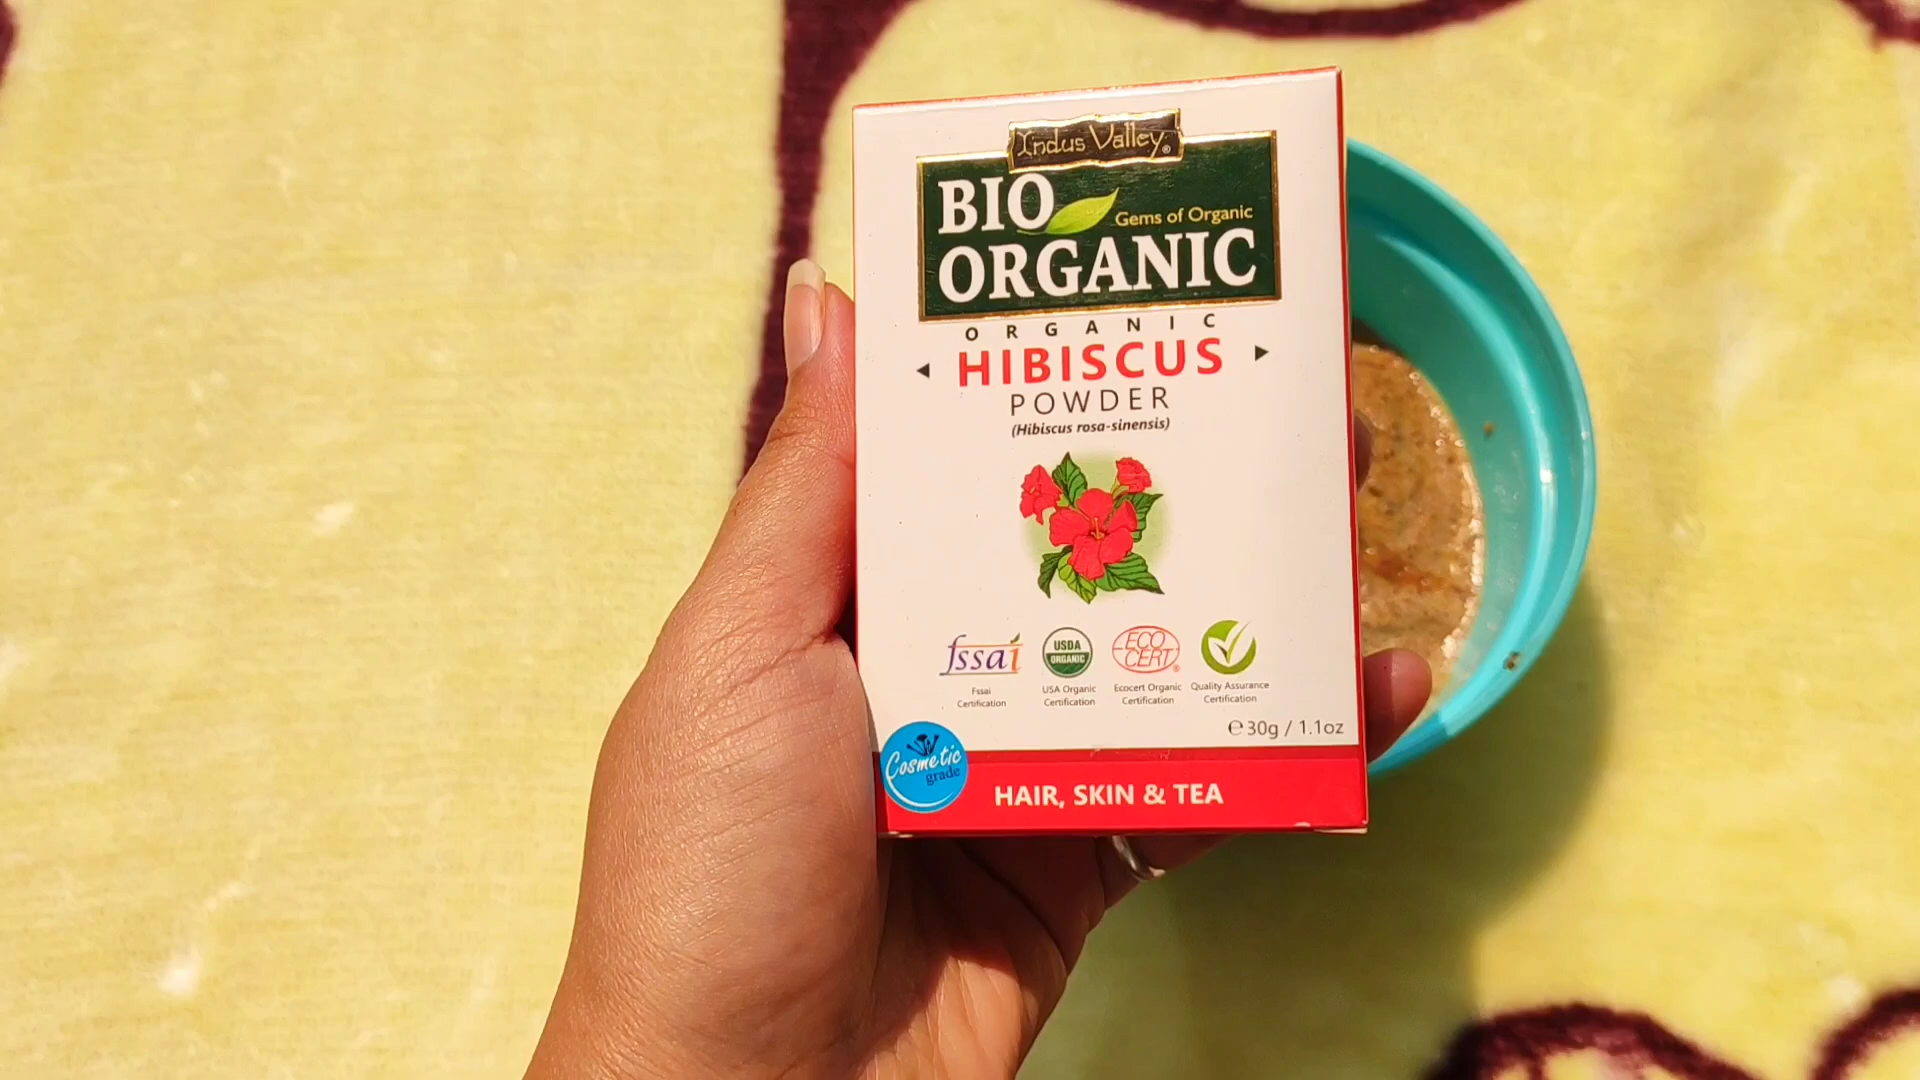 Indus Valley®
BIO
Gems of Organic
ORGANIC
ORGANIC
HIBISCUS
POWDER
(Hibiscus rosa-sinensis)
fssai
USDA
ORGANIC
ECO
CERT®
Fssai
Certification
USA Organic
Certification
Ecocert Organic
Certification
Quality Assurance
Certification
℮30g / 1.1oz
Cosmetic
grade
HAIR, SKIN & TEA